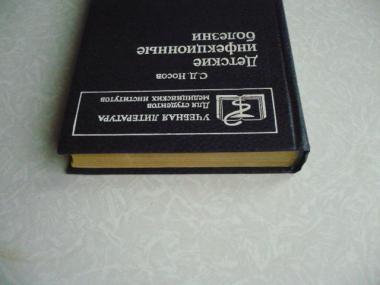 УЧЕБНАЯ ЛИТЕРАТУРА
Для студентов
медицинских институтов
С.Д. Носов
Детские
инфекционные
болезни